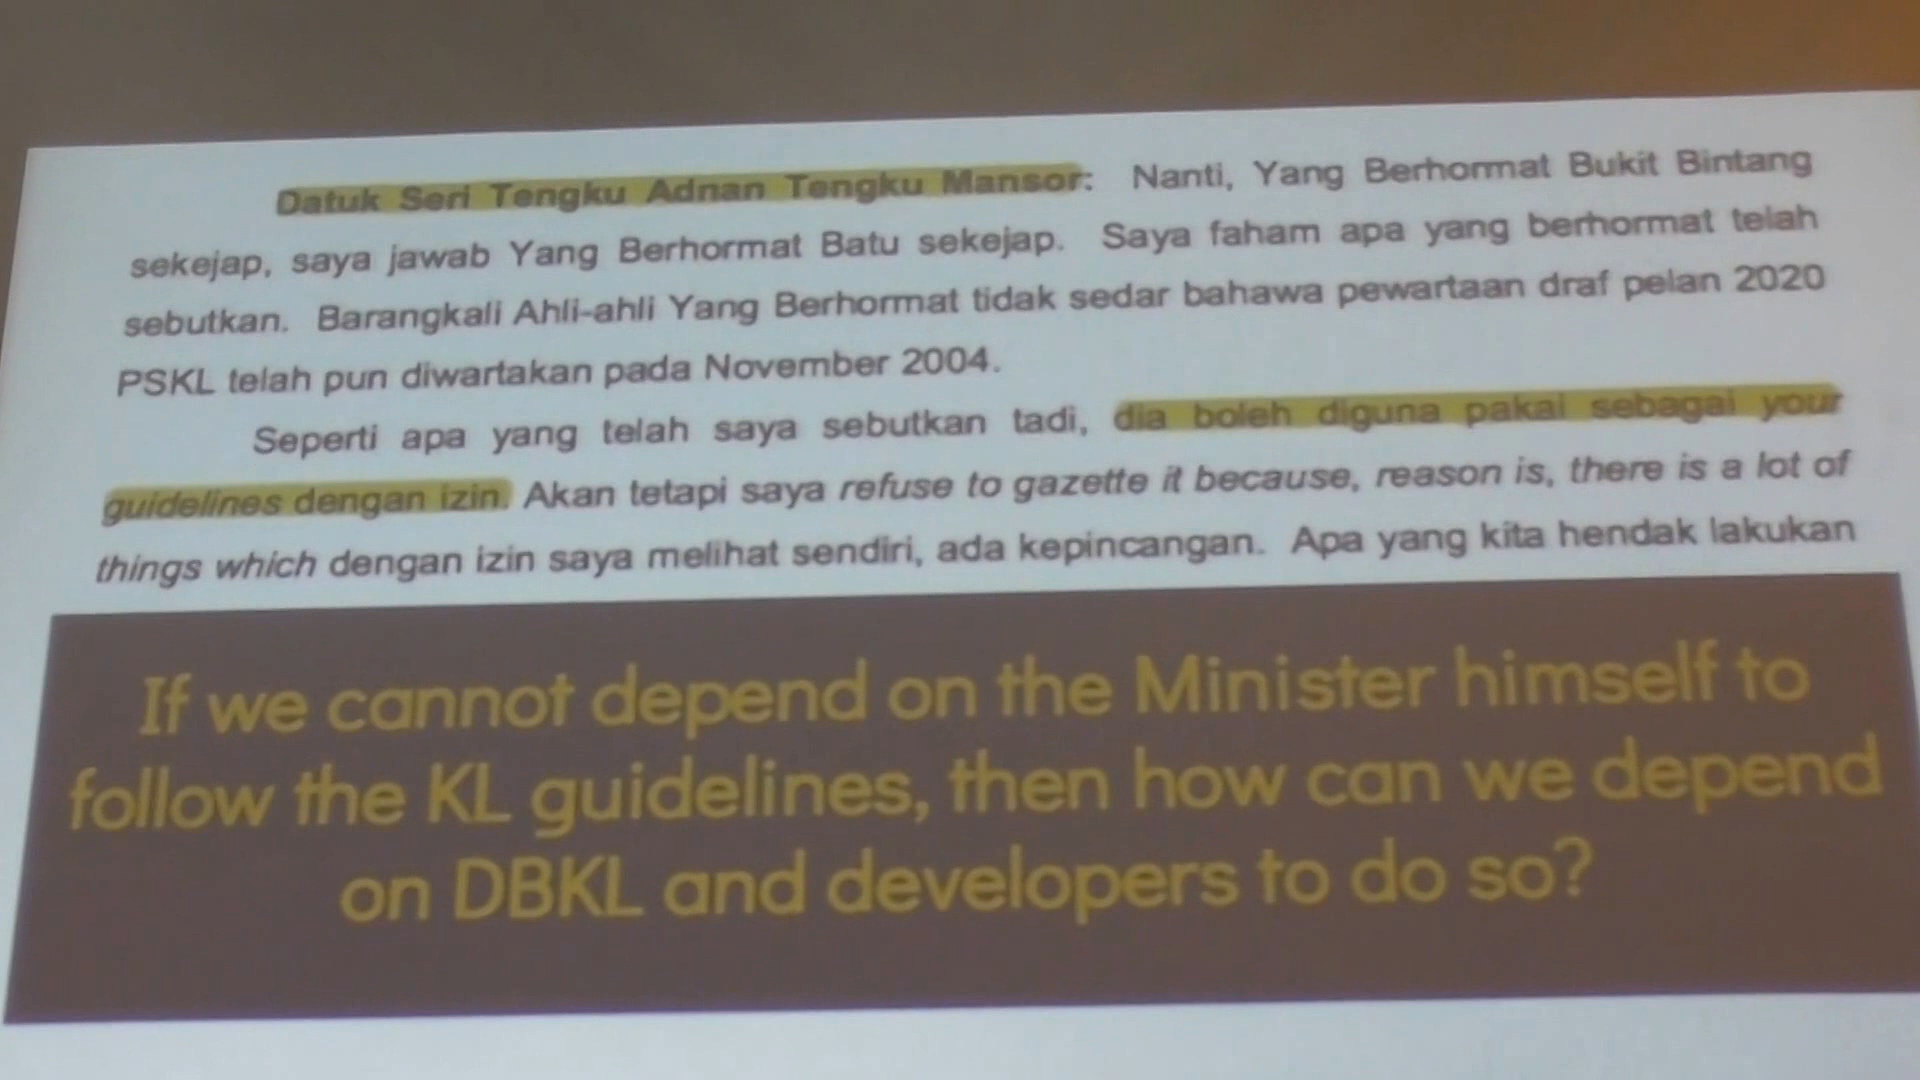 Datuk Seri Tengku Adnan Tengku Mansor: Nanti, Yang Berhormat Bukit Bintang
sekejap, saya jawab Yang Berhormat Batu sekejap. Saya faham apa yang berhormat telah
sebutkan. Barangkali Ahli-ahli Yang Berhormat tidak sedar bahawa pewartaan draf pelan 2020
PSKL telah pun diwartakan pada November 2004.
Seperti apa yang telah saya sebutkan tadi, dia boleh diguna pakai sebagai your
guidelines dengan izin. Akan tetapi saya refuse to gazette it because, reason is, there is a lot of
things which dengan izin saya melihat sendiri, ada kepincangan. Apa yang kita hendak lakukan
If we cannot depend on the Minister himself to
follow the KL guidelines, then how can we depend
on DBKL and developers to do so?